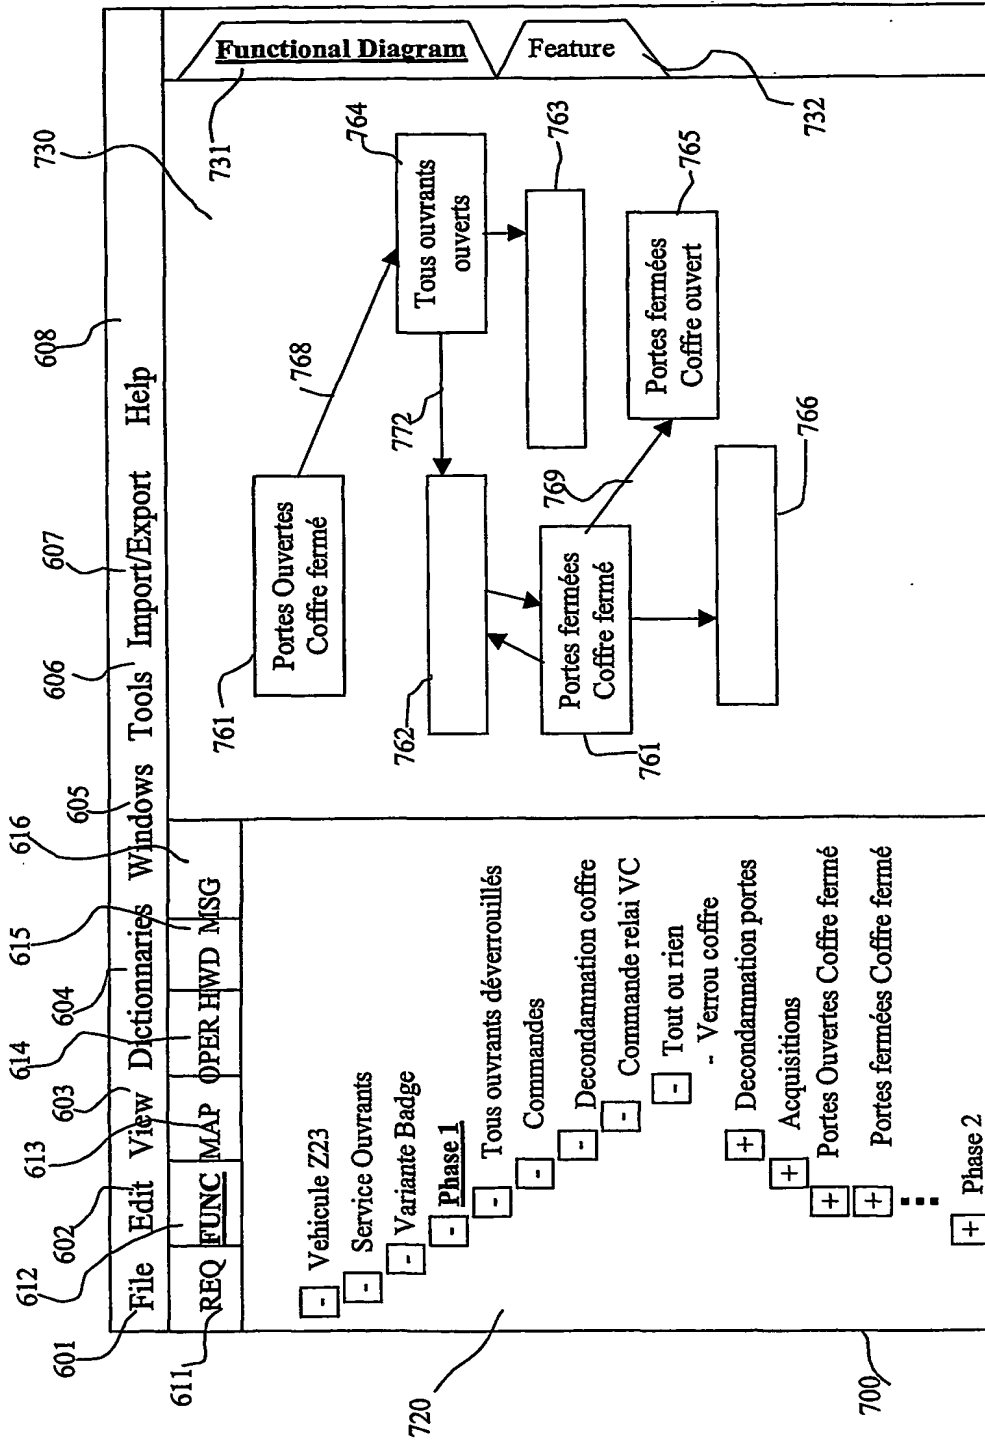 601
602
603
604
605
606
607
608
730
File Edit View Dictionnaries Windows Tools Import/Export Help
611
612
613
614
615
616
REQ FUNC MAP OPER HWD MSG
720
700
- Vehicule Z23
- Service Ouvrants
- Variante Badge
- Phase 1
- Tous ouvrants déverrouillés
- Commandes
- Decondamnation coffre
- Commande relai VC
- Tout ou rien
- Verrou coffre
+ Decondamnation portes
+ Acquisitions
+ Portes Ouvertes Coffre fermé
+ Portes fermées Coffre fermé
+ Phase 2
761
Portes Ouvertes
Coffre fermé
768
764
Tous ouvrants
ouverts
772
762
763
761
Portes fermées
Coffre fermé
769
765
Portes fermées
Coffre ouvert
766
731
Functional Diagram
Feature
732